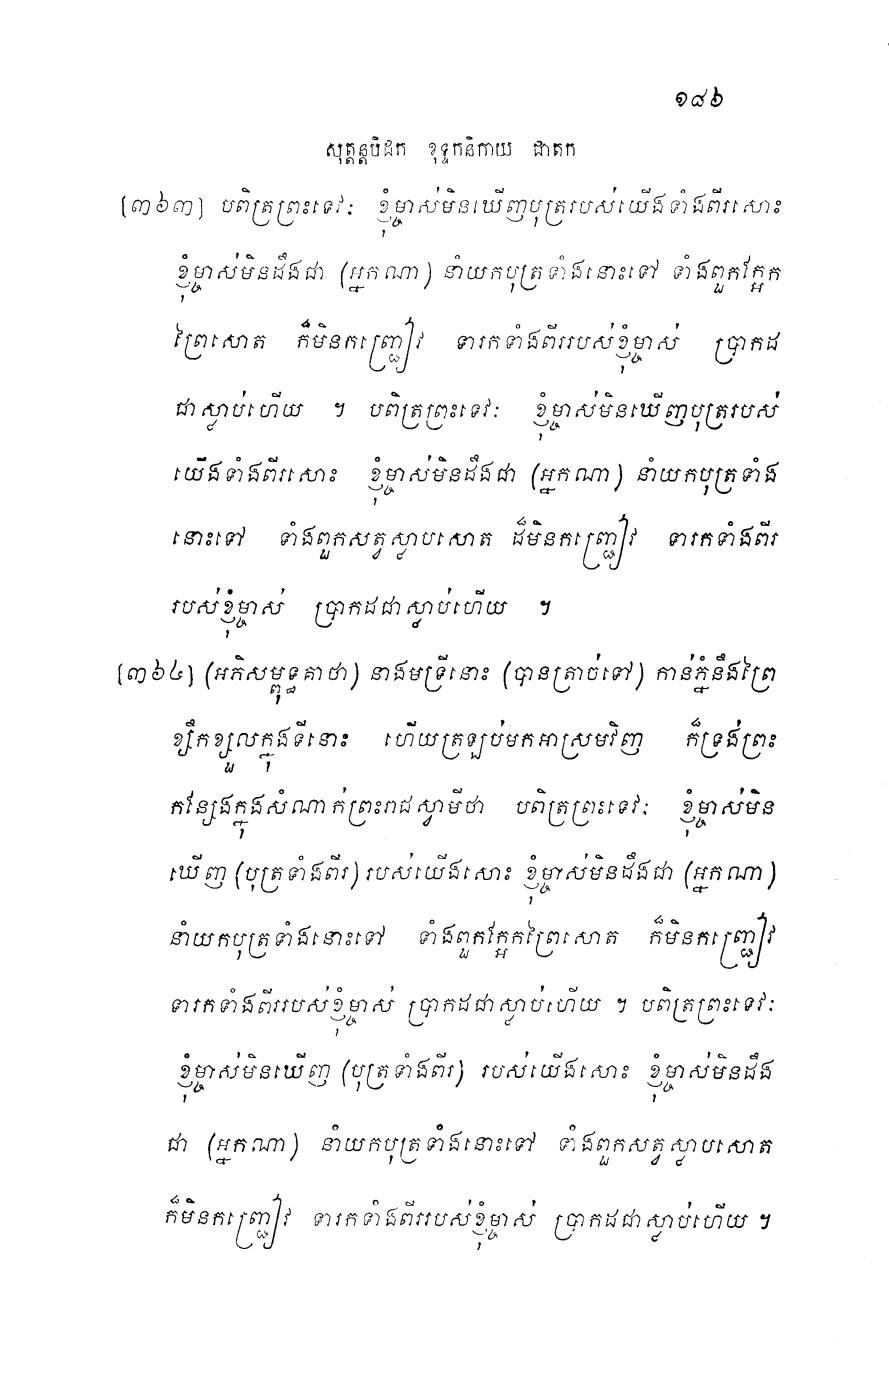 ១៨៦
សុត្តន្តបិដក ខុទ្ទកនិកាយ ជាតក
[៣៦៣] បពិត្រព្រះទេវៈ ខ្ញុំម្ចាស់មិនឃើញបុត្ររបស់យើងទាំងពីរសោះ
ខ្ញុំម្ចាស់មិនដឹងជា (អ្នកណា) នាំយកបុត្រទាំងនោះទៅ ទាំងពួកក្អែក
ព្រៃសោត ក៏មិនកញ្ជ្រៀវ ទារកទាំងពីររបស់ខ្ញុំម្ចាស់ ប្រាកដ
ជាស្លាប់ហើយ ។ បពិត្រព្រះទេវៈ ខ្ញុំម្ចាស់មិនឃើញបុត្ររបស់
យើងទាំងពីរសោះ ខ្ញុំម្ចាស់មិនដឹងជា (អ្នកណា) នាំយកបុត្រទាំង
នោះទៅ ទាំងពួកសត្វស្លាបសោត ដ៏មិនកញ្ជ្រៀវ ទារកទាំងពីរ
របស់ខ្ញុំម្ចាស់ ប្រាកដជាស្លាប់ហើយ ។
[៣៦៤] (អភិសម្ពុទ្ធគាថា) នាងមទ្រីនោះ (បានត្រាច់ទៅ) កាន់ភ្នំនឹងព្រៃ
ខ្សឹកខ្សួលក្នុងទីនោះ ហើយត្រឡប់មកអាស្រមវិញ ក៏ទ្រង់ព្រះ
កន្សែងក្នុងសំណាក់ព្រះរាជស្វាមីថា បពិត្រព្រះទេវៈ ខ្ញុំម្ចាស់មិន
ឃើញ (បុត្រទាំងពីរ) របស់យើងសោះ ខ្ញុំម្ចាស់មិនដឹងជា (អ្នកណា)
នាំយកបុត្រទាំងនោះទៅ ទាំងពួកក្អែកព្រៃសោត ក៏មិនកញ្ជ្រៀវ
ទារកទាំងពីររបស់ខ្ញុំម្ចាស់ ប្រាកដជាស្លាប់ហើយ ។ បពិត្រព្រះទេវៈ
ខ្ញុំម្ចាស់មិនឃើញ (បុត្រទាំងពីរ) របស់យើងសោះ ខ្ញុំម្ចាស់មិនដឹង
ជា (អ្នកណា) នាំយកបុត្រទាំងនោះទៅ ទាំងពួកសត្វស្លាបសោត
ក៏មិនកញ្ជ្រៀវ ទារកទាំងពីររបស់ខ្ញុំម្ចាស់ ប្រាកដជាស្លាប់ហើយ ។